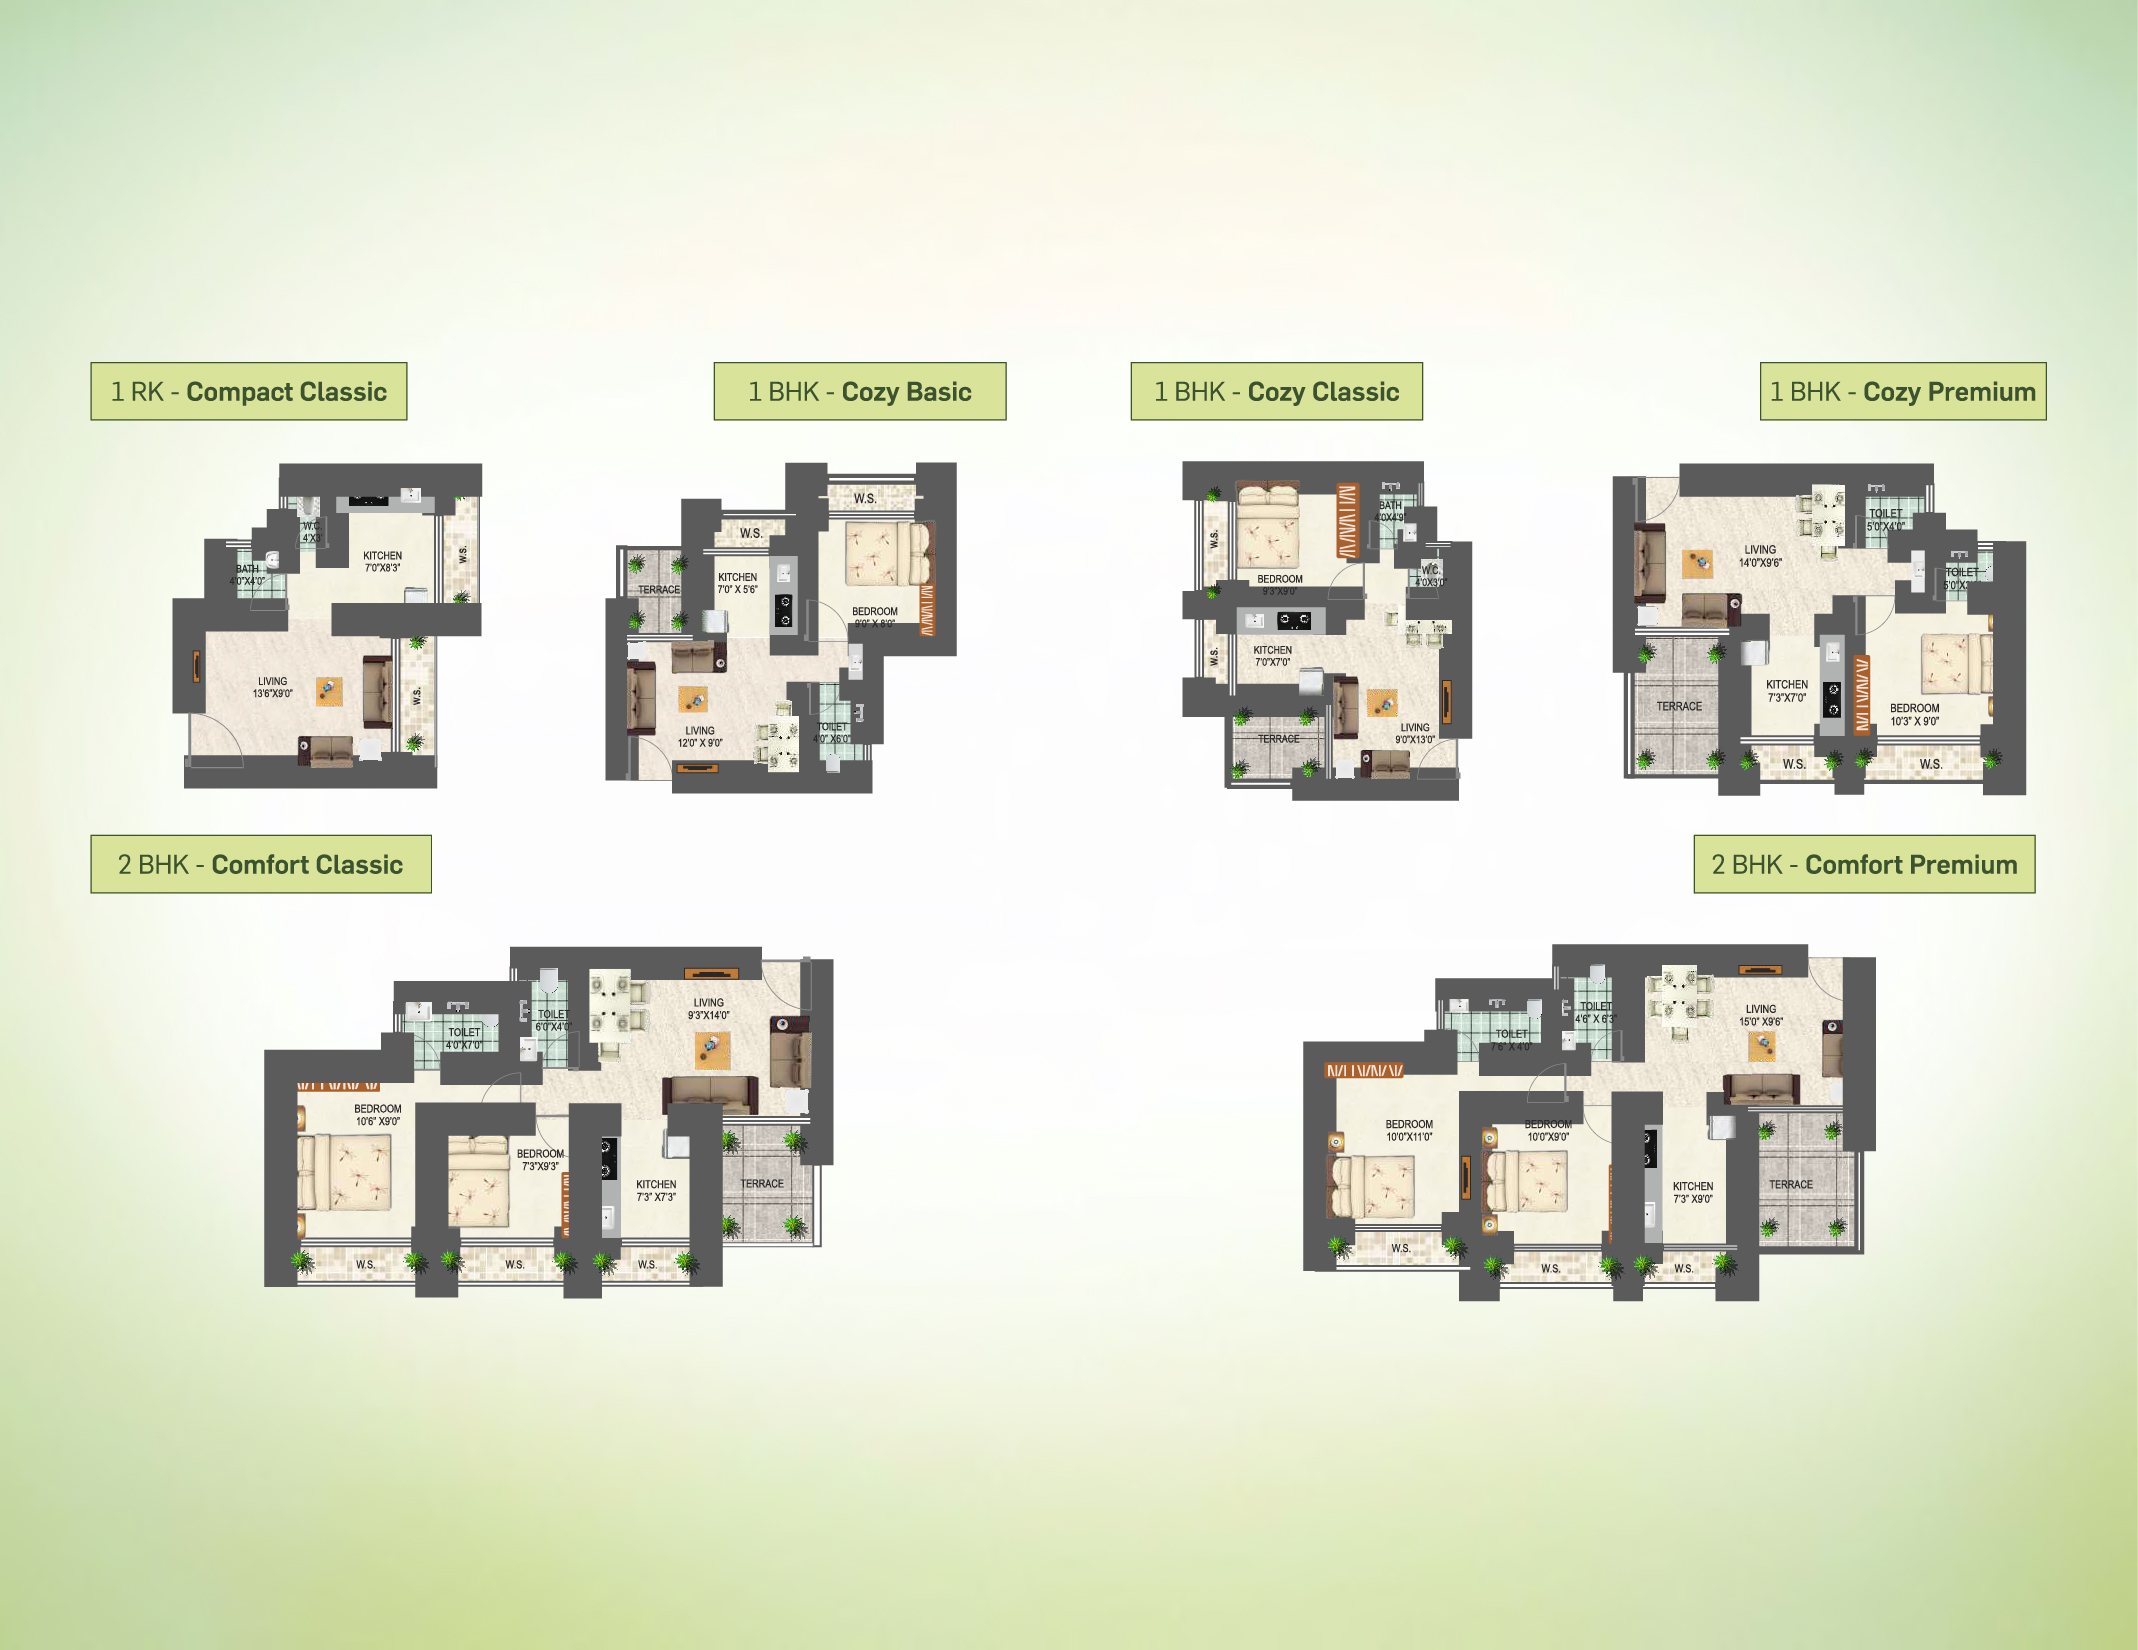 1 RK - Compact Classic
1 BHK - Cozy Basic
1 BHK - Cozy Classic
1 BHK - Cozy Premium
W.C.
4'X3'
BATH
4'0"X4'0"
KITCHEN
7'0"X8'3"
W.S.
LIVING
13'6"X9'0"
W.S.
W.S.
W.S.
TERRACE
KITCHEN
7'0" X 5'6"
BEDROOM
9'0" X 8'0"
LIVING
12'0" X 9'0"
TOILET
4'0" X6'0"
W.S.
BEDROOM
9'3"X9'0"
BATH
4'0X4'9"
W.C.
4'0X3'0"
W.S.
KITCHEN
7'0"X7'0"
TERRACE
LIVING
9'0"X13'0"
LIVING
14'0"X9'6"
TOILET
5'0"X4'0"
TOILET
TERRACE
KITCHEN
7'3"X7'0"
BEDROOM
10'3" X 9'0"
W.S.
W.S.
2 BHK - Comfort Classic
2 BHK - Comfort Premium
TOILET
4'0"X7'0"
TOILET
6'0"X4'0"
LIVING
9'3"X14'0"
BEDROOM
10'6" X9'0"
BEDROOM
7'3"X9'3"
KITCHEN
7'3" X7'3"
TERRACE
W.S.
W.S.
W.S.
TOILET
7'6" X 4'0"
TOILET
4'6" X 6'3"
LIVING
15'0" X9'6"
BEDROOM
10'0"X11'0"
BEDROOM
10'0"X9'0"
KITCHEN
7'3" X9'0"
TERRACE
W.S.
W.S.
W.S.